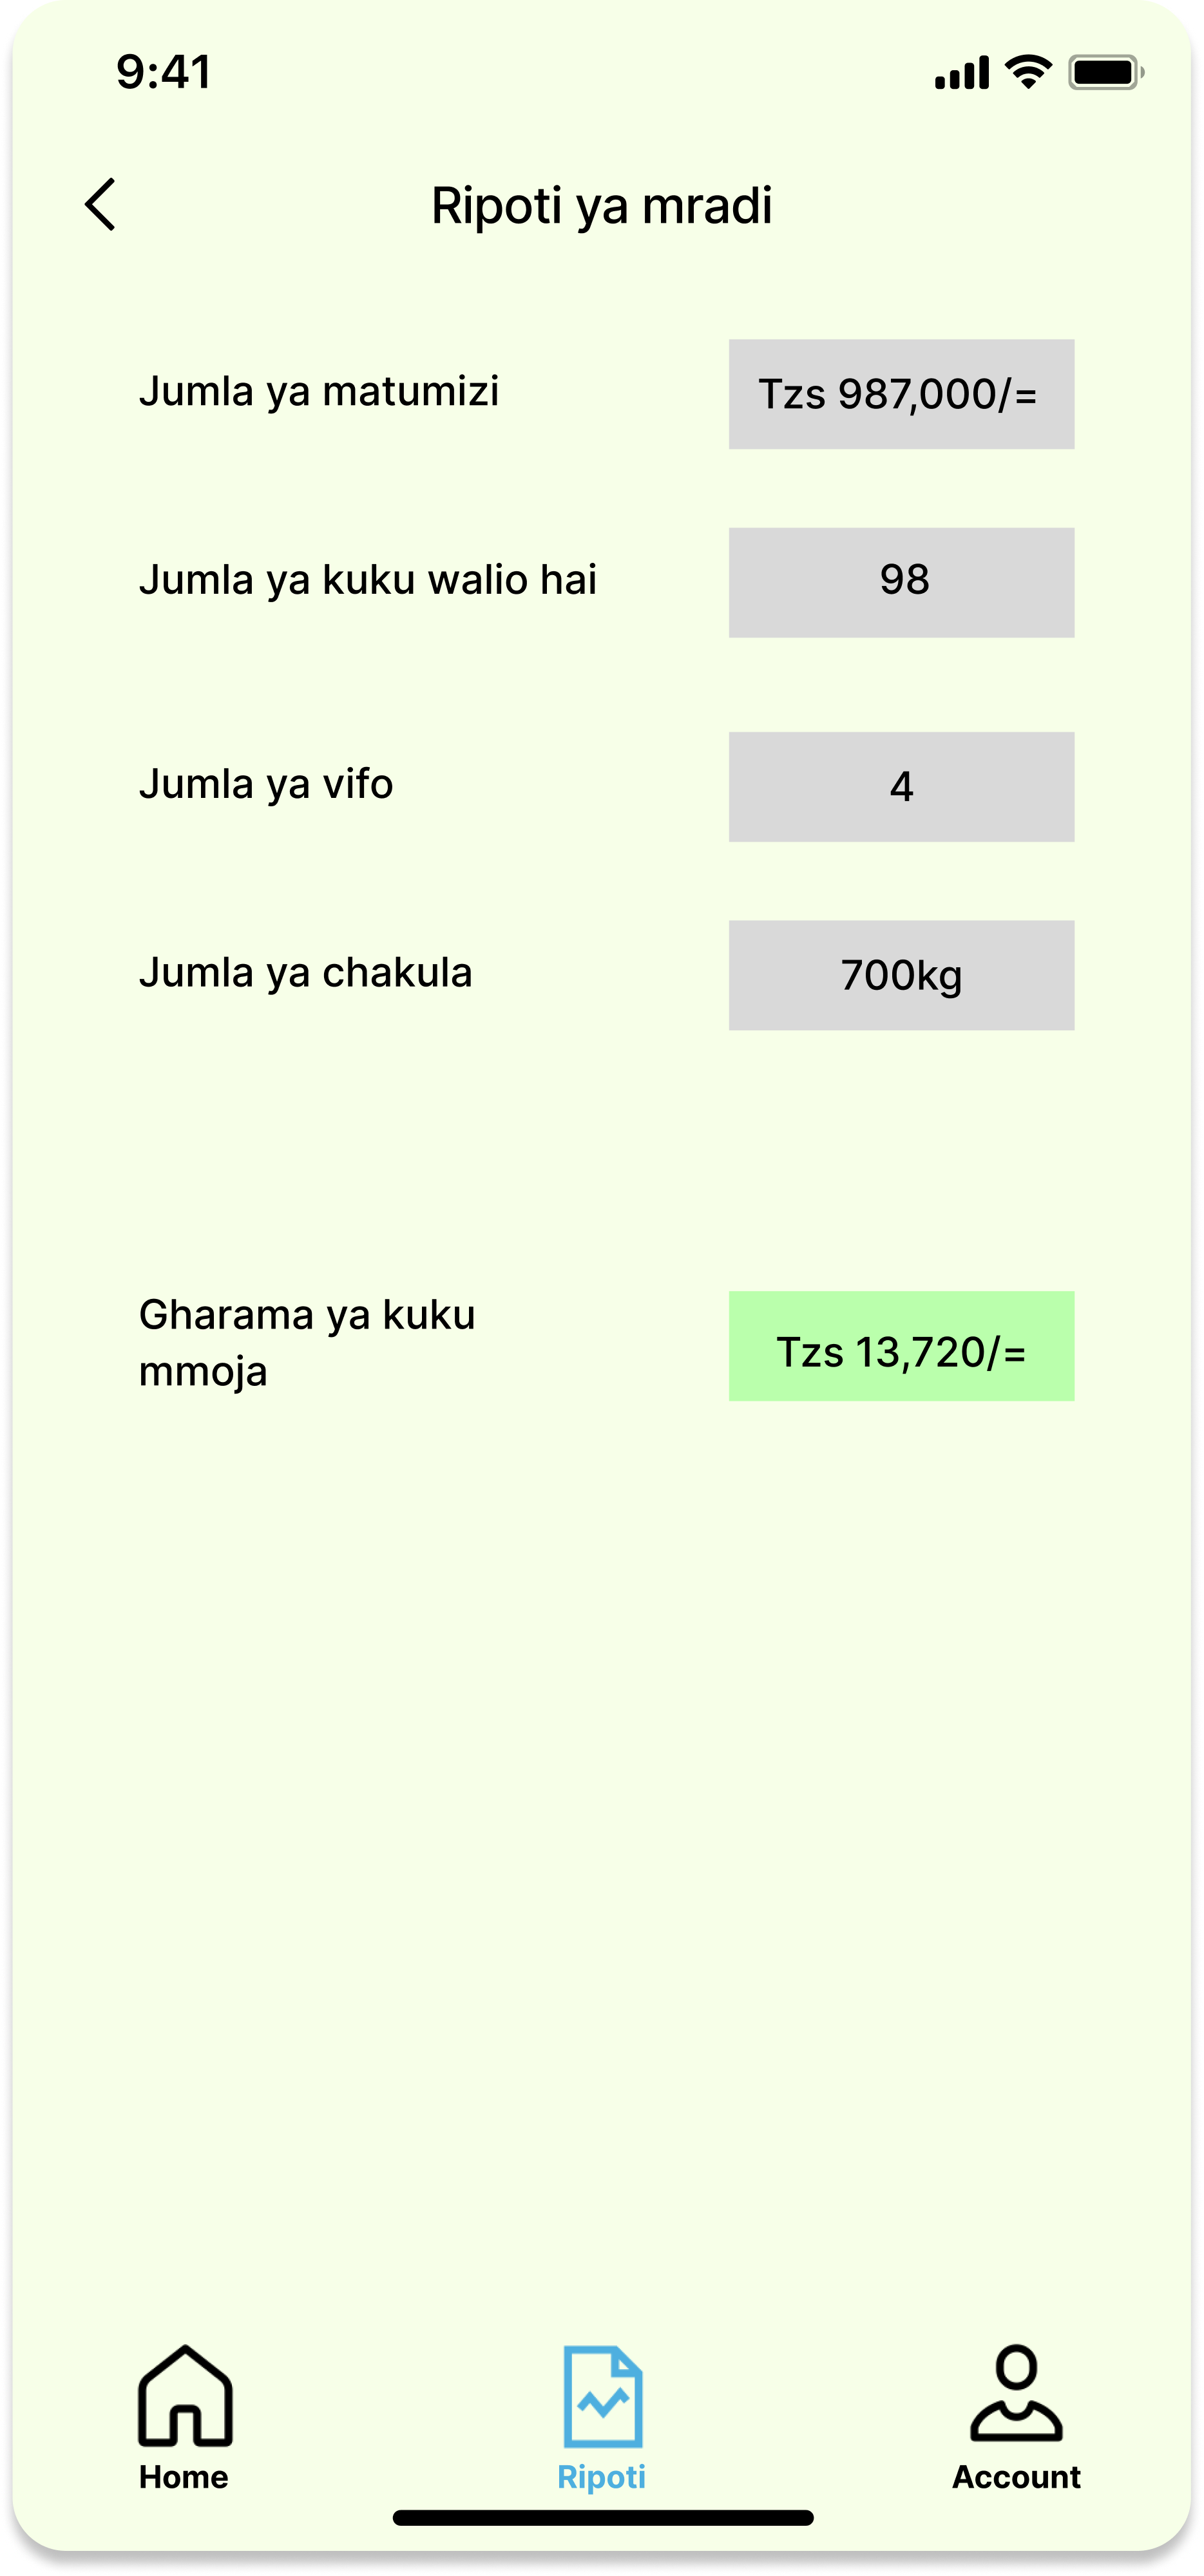 9:41
Ripoti ya mradi
Jumla ya matumizi
Tzs 987,000/=
Jumla ya kuku walio hai
98
Jumla ya vifo
4
Jumla ya chakula
700kg
Gharama ya kuku
mmoja
Tzs 13,720/=
Home
Ripoti
Account